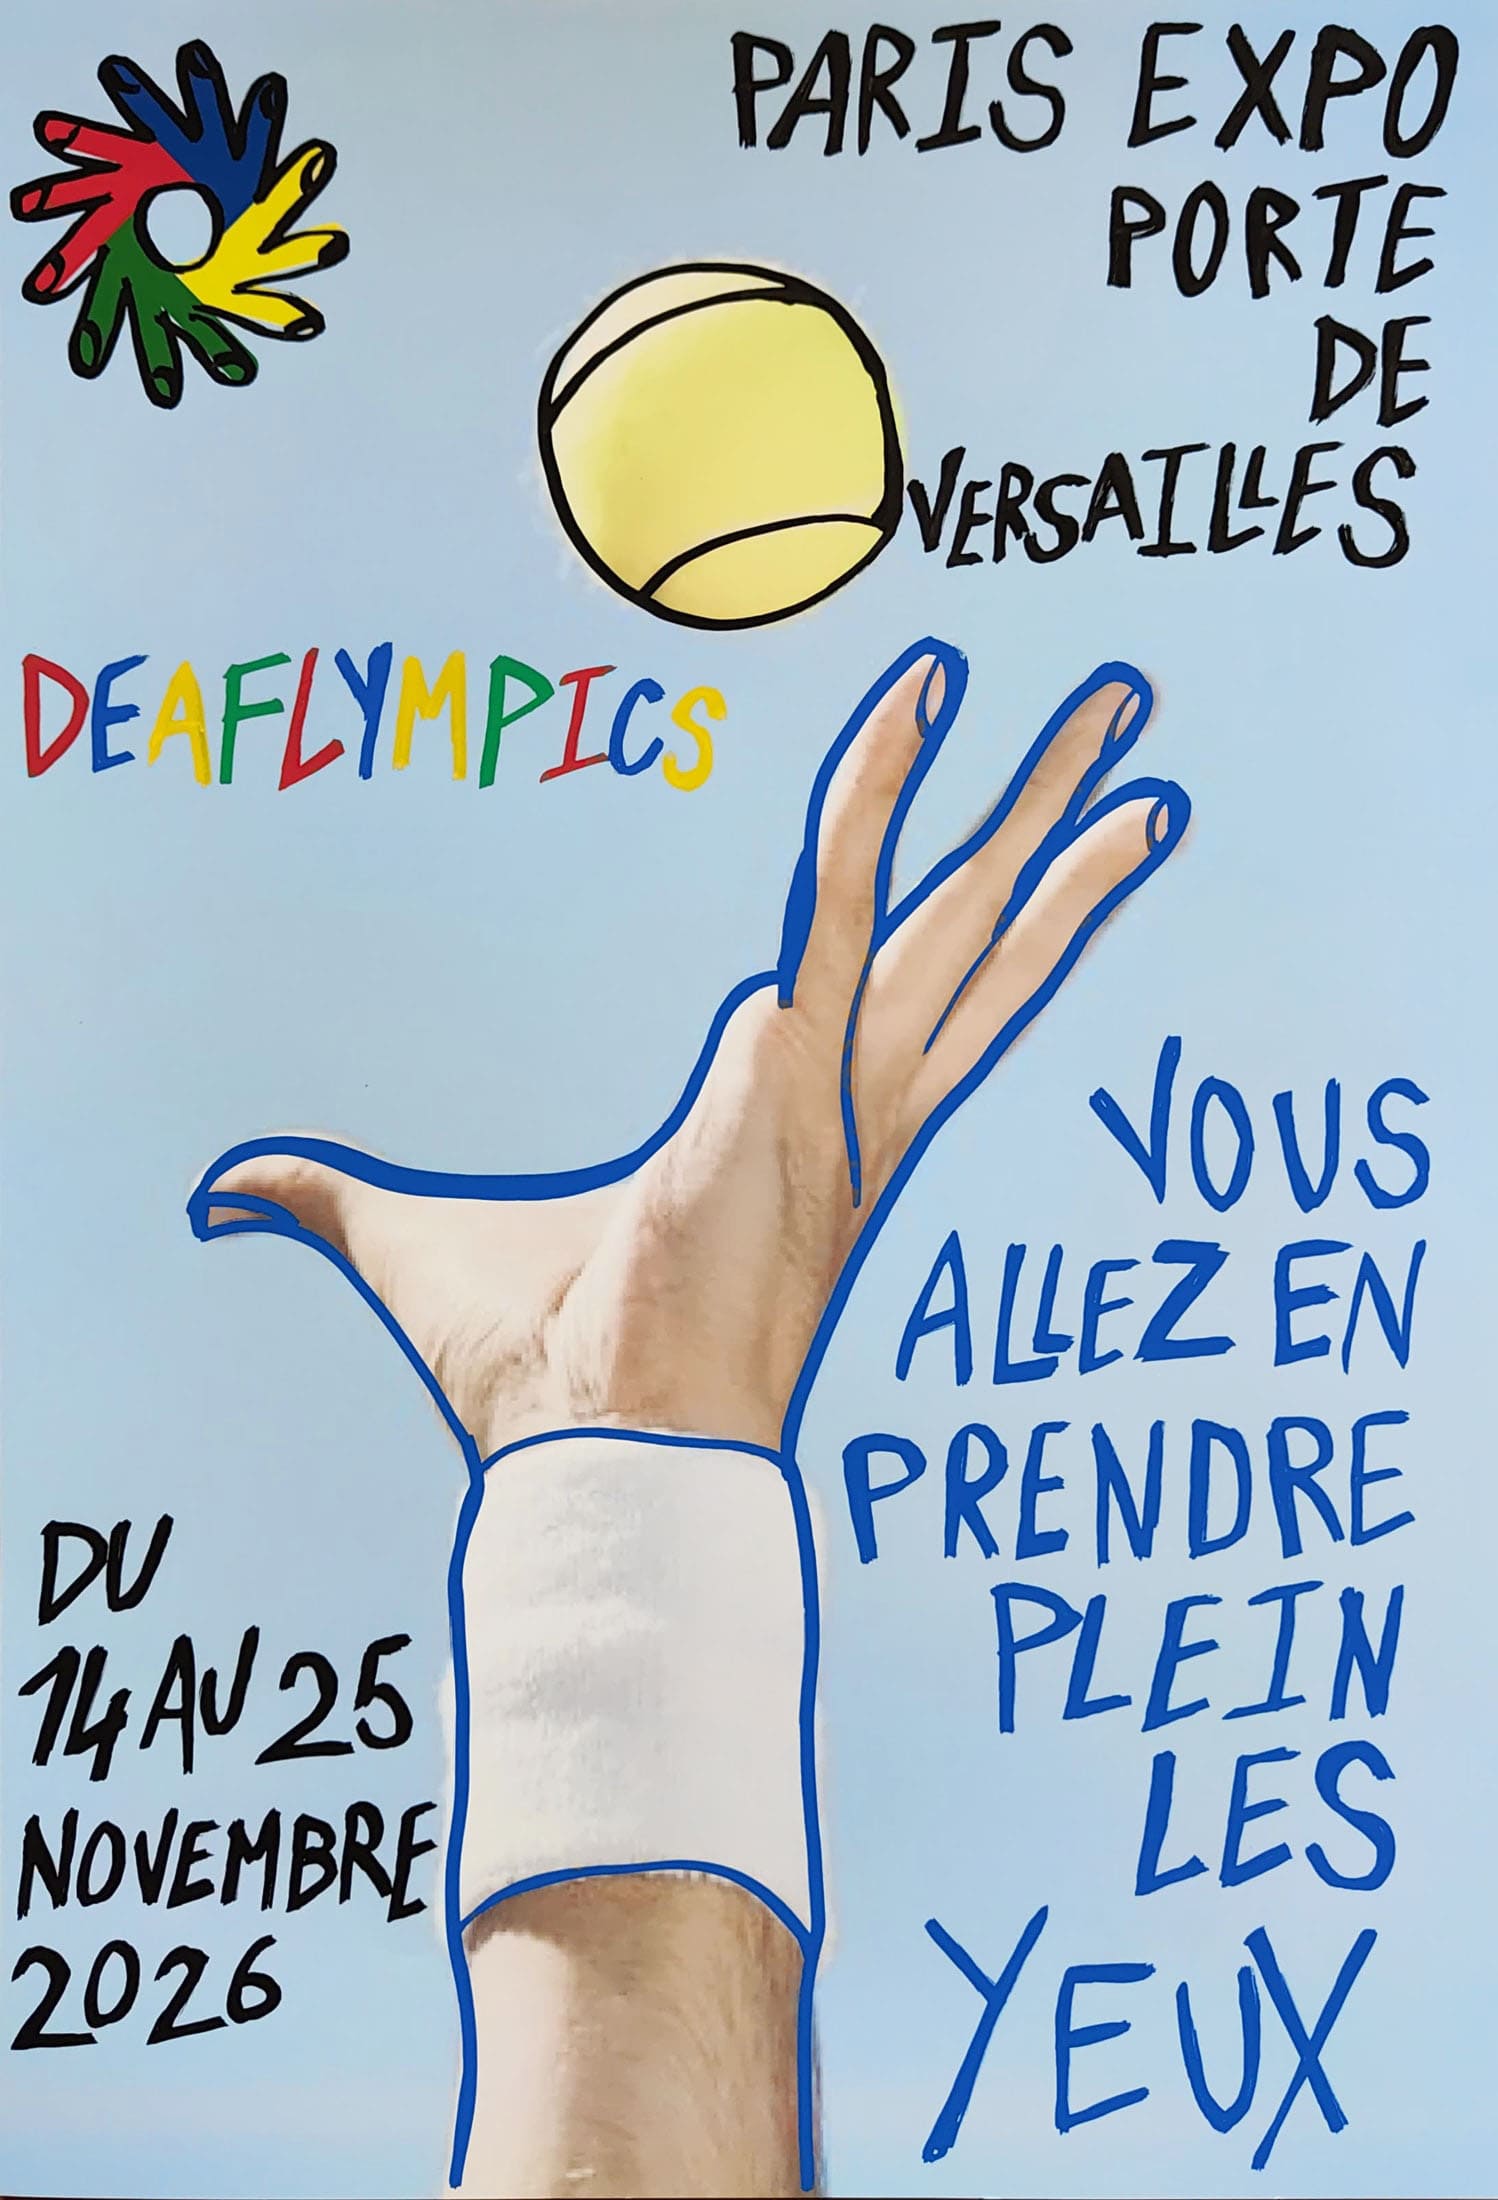 PARIS EXPO
PORTE
DE
VERSAILLES
DEAFLYMPICS
VOUS
ALLEZ EN
PRENDRE
PLEIN
LES
YEUX
DU
14 AU 25
NOVEMBRE
2026